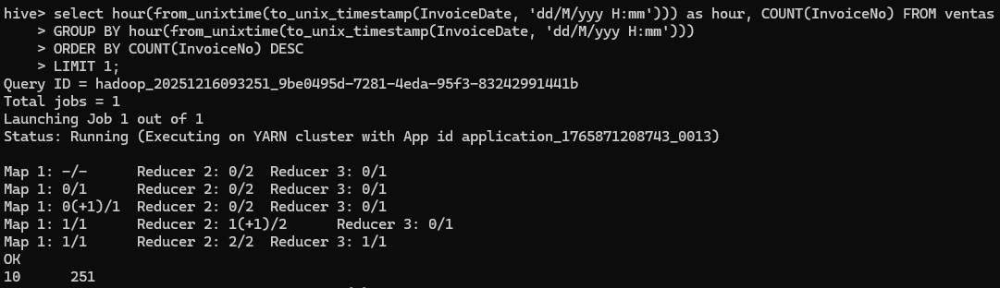 hive> select hour(from_unixtime(to_unix_timestamp(InvoiceDate, 'dd/M/yyy H:mm'))) as hour, COUNT(InvoiceNo) FROM ventas
    > GROUP BY hour(from_unixtime(to_unix_timestamp(InvoiceDate, 'dd/M/yyy H:mm')))
    > ORDER BY COUNT(InvoiceNo) DESC
    > LIMIT 1;
Query ID = hadoop_20251216093251_9be0495d-7281-4eda-95f3-83242991441b
Total jobs = 1
Launching Job 1 out of 1
Status: Running (Executing on YARN cluster with App id application_1765871208743_0013)
Map 1: -/-      Reducer 2: 0/2  Reducer 3: 0/1
Map 1: 0/1      Reducer 2: 0/2  Reducer 3: 0/1
Map 1: 0(+1)/1  Reducer 2: 0/2  Reducer 3: 0/1
Map 1: 1/1      Reducer 2: 1(+1)/2      Reducer 3: 0/1
Map 1: 1/1      Reducer 2: 2/2  Reducer 3: 1/1
OK
10      251